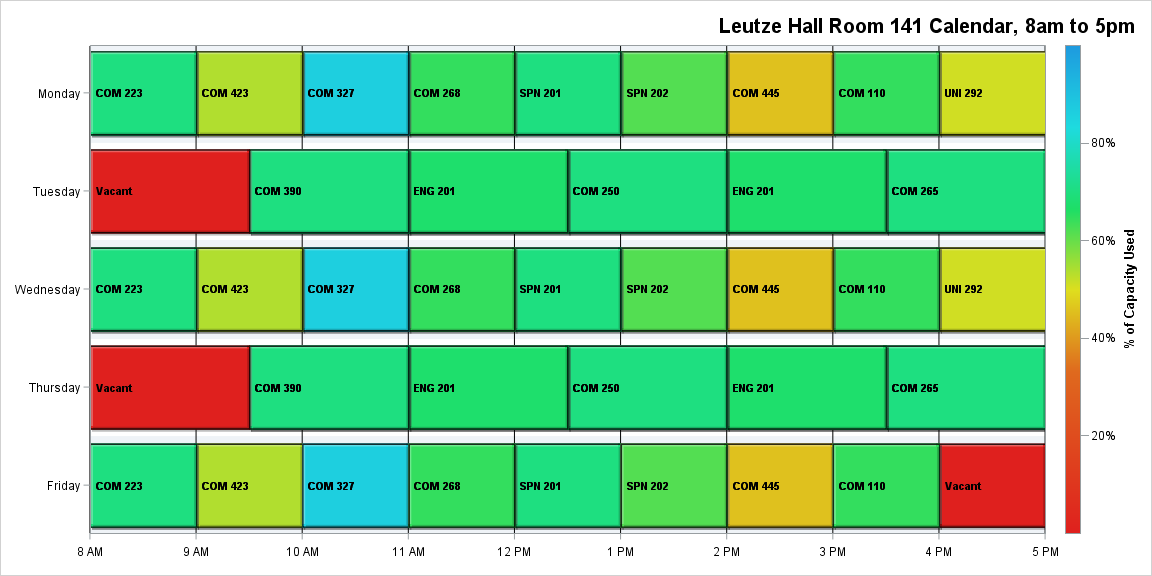 Leutze Hall Room 141 Calendar, 8am to 5pm
Monday
COM 223
COM 423
COM 327
COM 268
SPN 201
SPN 202
COM 445
COM 110
UNI 292
Tuesday
Vacant
COM 390
ENG 201
COM 250
ENG 201
COM 265
Wednesday
COM 223
COM 423
COM 327
COM 268
SPN 201
SPN 202
COM 445
COM 110
UNI 292
Thursday
Vacant
COM 390
ENG 201
COM 250
ENG 201
COM 265
Friday
COM 223
COM 423
COM 327
COM 268
SPN 201
SPN 202
COM 445
COM 110
Vacant
8 AM
9 AM
10 AM
11 AM
12 PM
1 PM
2 PM
3 PM
4 PM
5 PM
80%
60%
40%
20%
% of Capacity Used